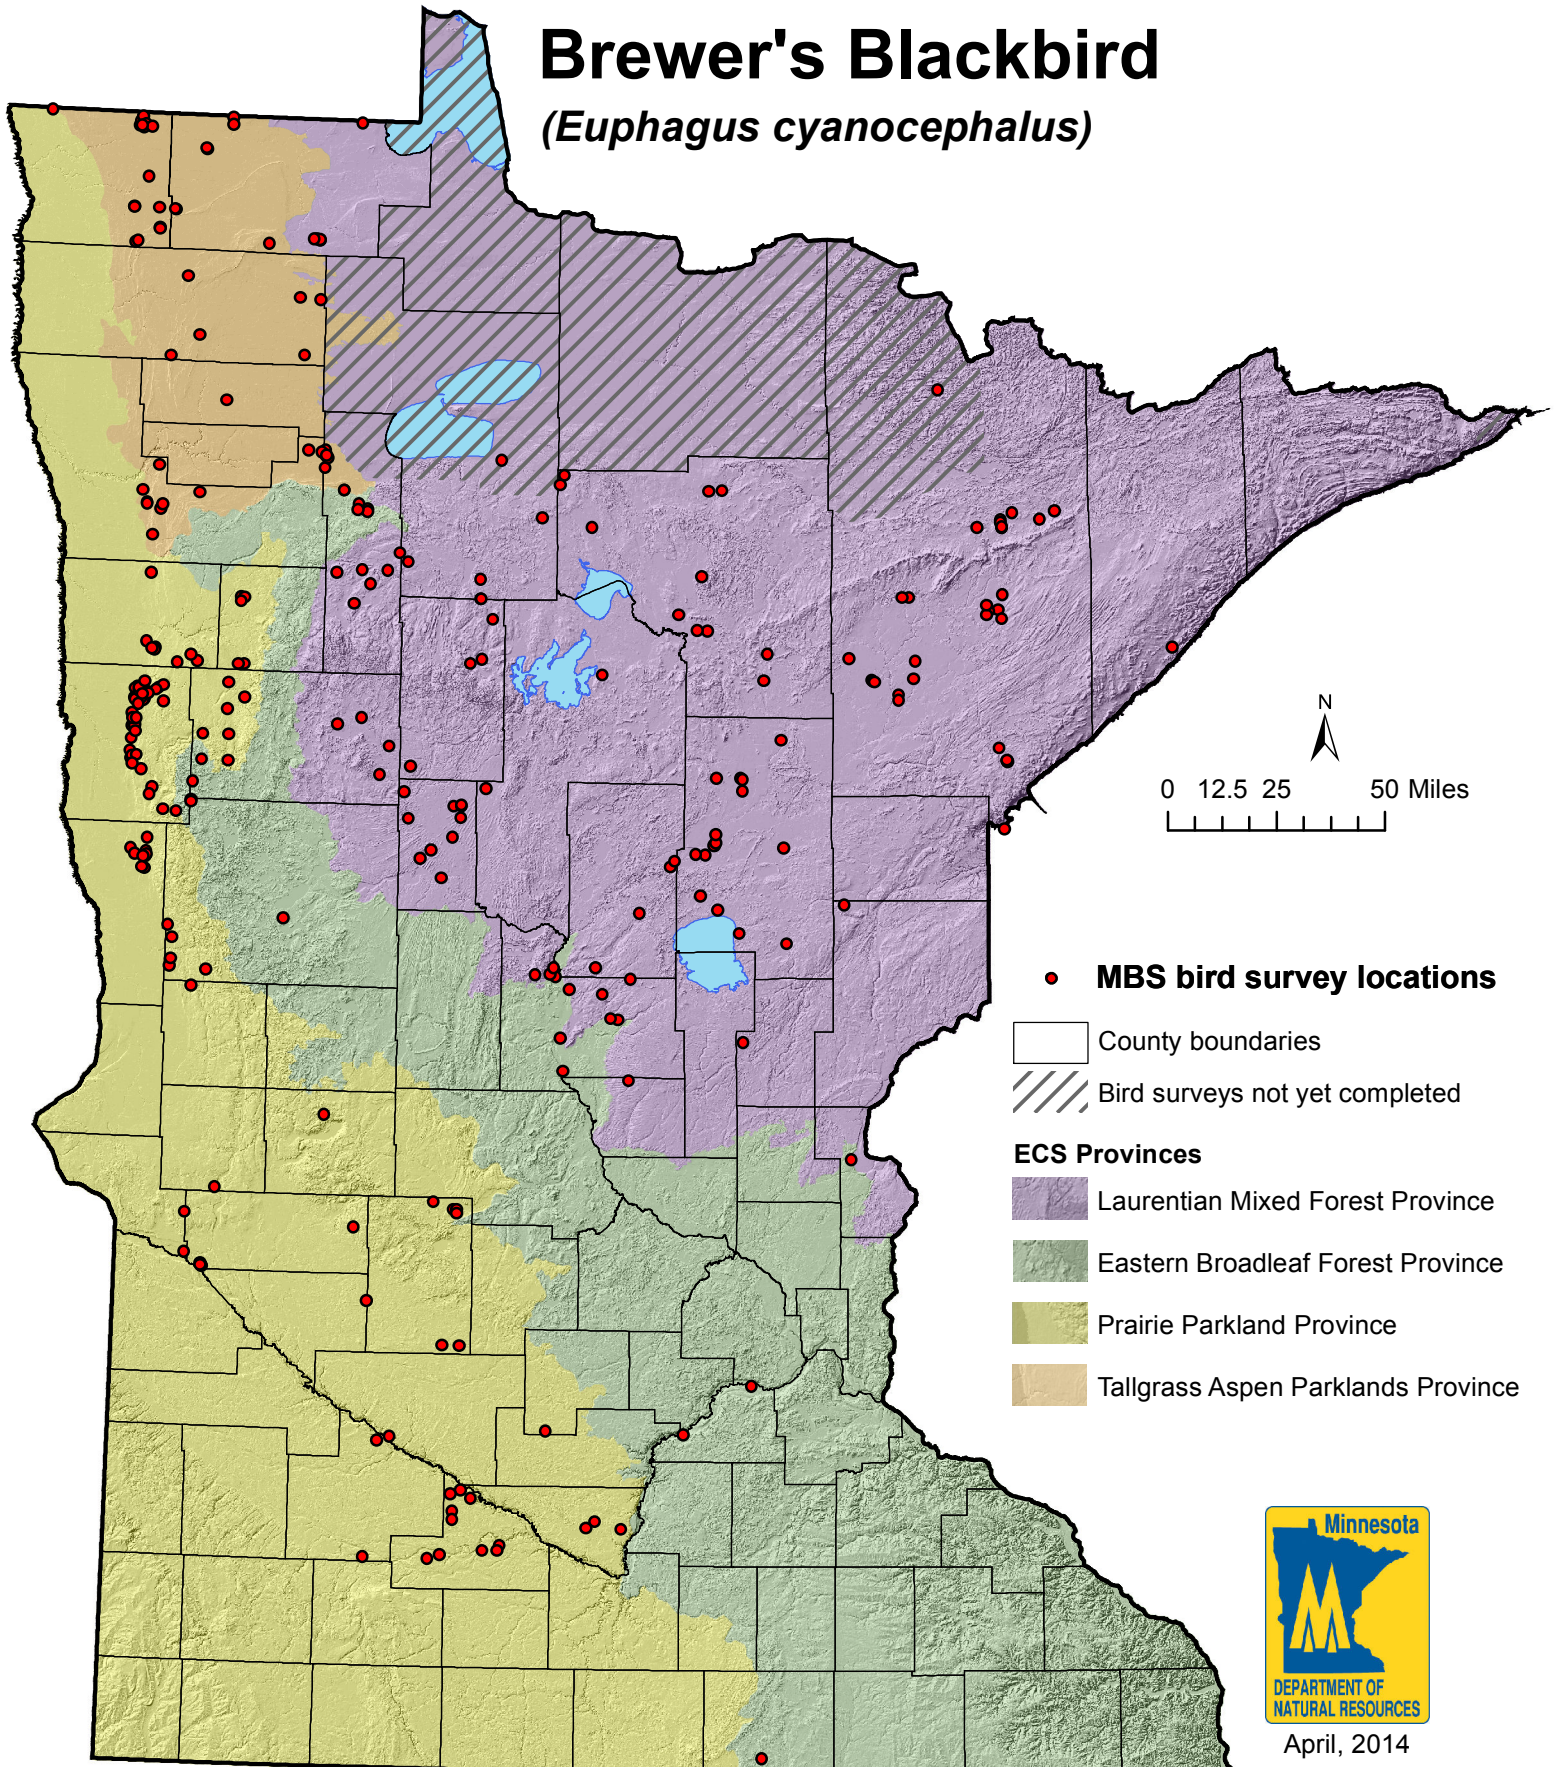 Brewer's Blackbird
(Euphagus cyanocephalus)
N
0 12.5 25 50 Miles
MBS bird survey locations
County boundaries
Bird surveys not yet completed
ECS Provinces
Laurentian Mixed Forest Province
Eastern Broadleaf Forest Province
Prairie Parkland Province
Tallgrass Aspen Parklands Province
Minnesota
DEPARTMENT OF
NATURAL RESOURCES
April, 2014